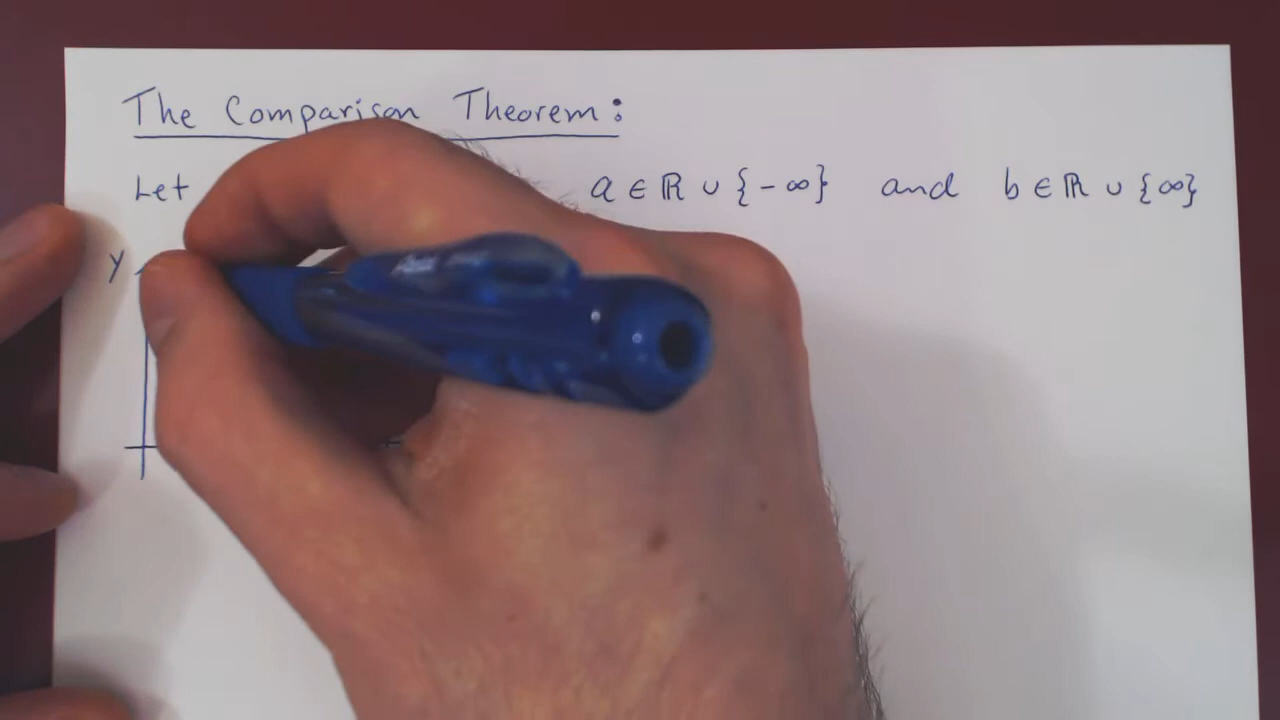 The Comparison Theorem:
Let a ∈ ℝ ∪ {-∞} and b ∈ ℝ ∪ {∞}
y